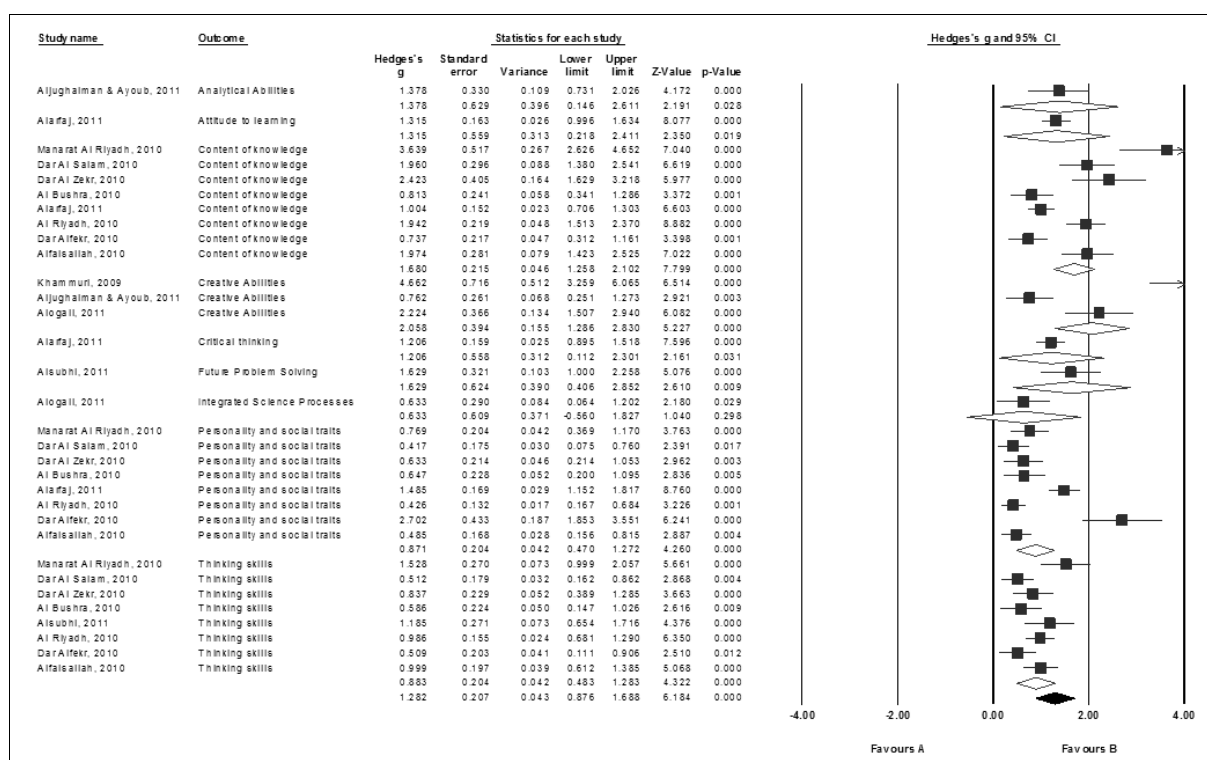 Study name Outcome Statistics for each study Hedges's g and 95% CI
Hedges's g Standard error Variance Lower limit Upper limit Z-Value p-Value
Aljughaiman & Ayoub, 2011 Analytical Abilities 1.378 0.330 0.109 0.731 2.026 4.172 0.000
1.378 0.629 0.396 0.146 2.611 2.191 0.028
Alarfaj, 2011 Attitude to learning 1.315 0.163 0.026 0.996 1.634 8.077 0.000
1.315 0.559 0.313 0.218 2.411 2.350 0.019
Manarat Al Riyadh, 2010 Content of knowledge 3.639 0.517 0.267 2.626 4.652 7.040 0.000
Dar Al Salam, 2010 Content of knowledge 1.960 0.296 0.088 1.380 2.541 6.619 0.000
Dar Al Zekr, 2010 Content of knowledge 2.423 0.405 0.164 1.629 3.218 5.977 0.000
Al Bushra, 2010 Content of knowledge 0.813 0.241 0.058 0.341 1.286 3.372 0.001
Alarfaj, 2011 Content of knowledge 1.004 0.152 0.023 0.706 1.303 6.603 0.000
Al Riyadh, 2010 Content of knowledge 1.942 0.219 0.048 1.513 2.370 8.882 0.000
Dar Alfekr, 2010 Content of knowledge 0.737 0.217 0.047 0.312 1.161 3.398 0.001
Alfaisaliah, 2010 Content of knowledge 1.974 0.281 0.079 1.423 2.525 7.022 0.000
1.680 0.215 0.046 1.258 2.102 7.799 0.000
Khammuri, 2009 Creative Abilities 4.662 0.716 0.512 3.259 6.065 6.514 0.000
Aljughaiman & Ayoub, 2011 Creative Abilities 0.762 0.261 0.068 0.251 1.273 2.921 0.003
Alogaili, 2011 Creative Abilities 2.224 0.366 0.134 1.507 2.940 6.082 0.000
2.058 0.394 0.155 1.286 2.830 5.227 0.000
Alarfaj, 2011 Critical thinking 1.206 0.159 0.025 0.895 1.518 7.596 0.000
1.206 0.558 0.312 0.112 2.301 2.161 0.031
Alsubhi, 2011 Future Problem Solving 1.629 0.321 0.103 1.000 2.258 5.076 0.000
1.629 0.624 0.390 0.406 2.852 2.610 0.009
Alogaili, 2011 Integrated Science Processes 0.633 0.290 0.084 0.064 1.202 2.180 0.029
0.633 0.609 0.371 -0.560 1.827 1.040 0.298
Manarat Al Riyadh, 2010 Personality and social traits 0.769 0.204 0.042 0.369 1.170 3.763 0.000
Dar Al Salam, 2010 Personality and social traits 0.417 0.175 0.030 0.075 0.760 2.391 0.017
Dar Al Zekr, 2010 Personality and social traits 0.633 0.214 0.046 0.214 1.053 2.962 0.003
Al Bushra, 2010 Personality and social traits 0.647 0.228 0.052 0.200 1.095 2.836 0.005
Alarfaj, 2011 Personality and social traits 1.485 0.169 0.029 1.152 1.817 8.760 0.000
Al Riyadh, 2010 Personality and social traits 0.426 0.132 0.017 0.167 0.684 3.226 0.001
Dar Alfekr, 2010 Personality and social traits 2.702 0.433 0.187 1.853 3.551 6.241 0.000
Alfaisaliah, 2010 Personality and social traits 0.485 0.168 0.028 0.156 0.815 2.887 0.004
0.871 0.204 0.042 0.470 1.272 4.260 0.000
Manarat Al Riyadh, 2010 Thinking skills 1.528 0.270 0.073 0.999 2.057 5.661 0.000
Dar Al Salam, 2010 Thinking skills 0.512 0.179 0.032 0.162 0.862 2.868 0.004
Dar Al Zekr, 2010 Thinking skills 0.837 0.229 0.052 0.389 1.285 3.663 0.000
Al Bushra, 2010 Thinking skills 0.586 0.224 0.050 0.147 1.026 2.616 0.009
Alsubhi, 2011 Thinking skills 1.185 0.271 0.073 0.654 1.716 4.376 0.000
Al Riyadh, 2010 Thinking skills 0.986 0.155 0.024 0.681 1.290 6.350 0.000
Dar Alfekr, 2010 Thinking skills 0.509 0.203 0.041 0.111 0.906 2.510 0.012
Alfaisaliah, 2010 Thinking skills 0.999 0.197 0.039 0.612 1.385 5.068 0.000
0.883 0.204 0.042 0.483 1.283 4.322 0.000
1.282 0.207 0.043 0.876 1.688 6.184 0.000
-4.00 0.00 2.00 4.00
Favours A Favours B